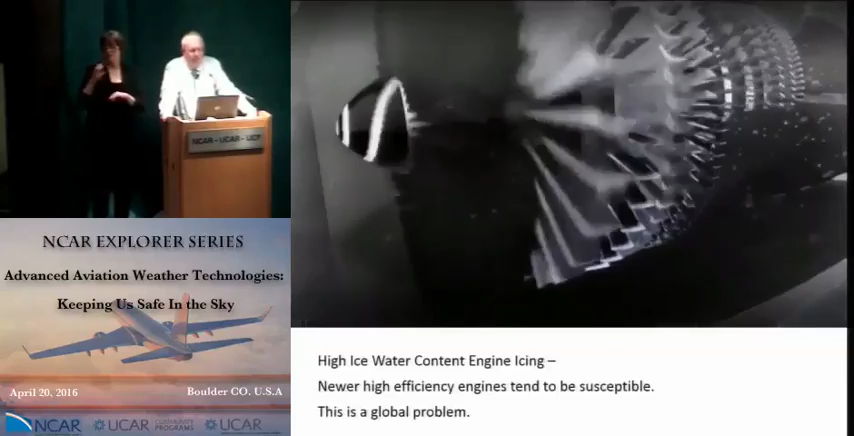 NCAR - UCAR - UCP
NCAR EXPLORER SERIES
Advanced Aviation Weather Technologies:
Keeping Us Safe In the Sky
April 20, 2016
Boulder CO. U.S.A
NCAR
UCAR
COMMUNITY
PROGRAMS
UCAR
High Ice Water Content Engine Icing –
Newer high efficiency engines tend to be susceptible.
This is a global problem.